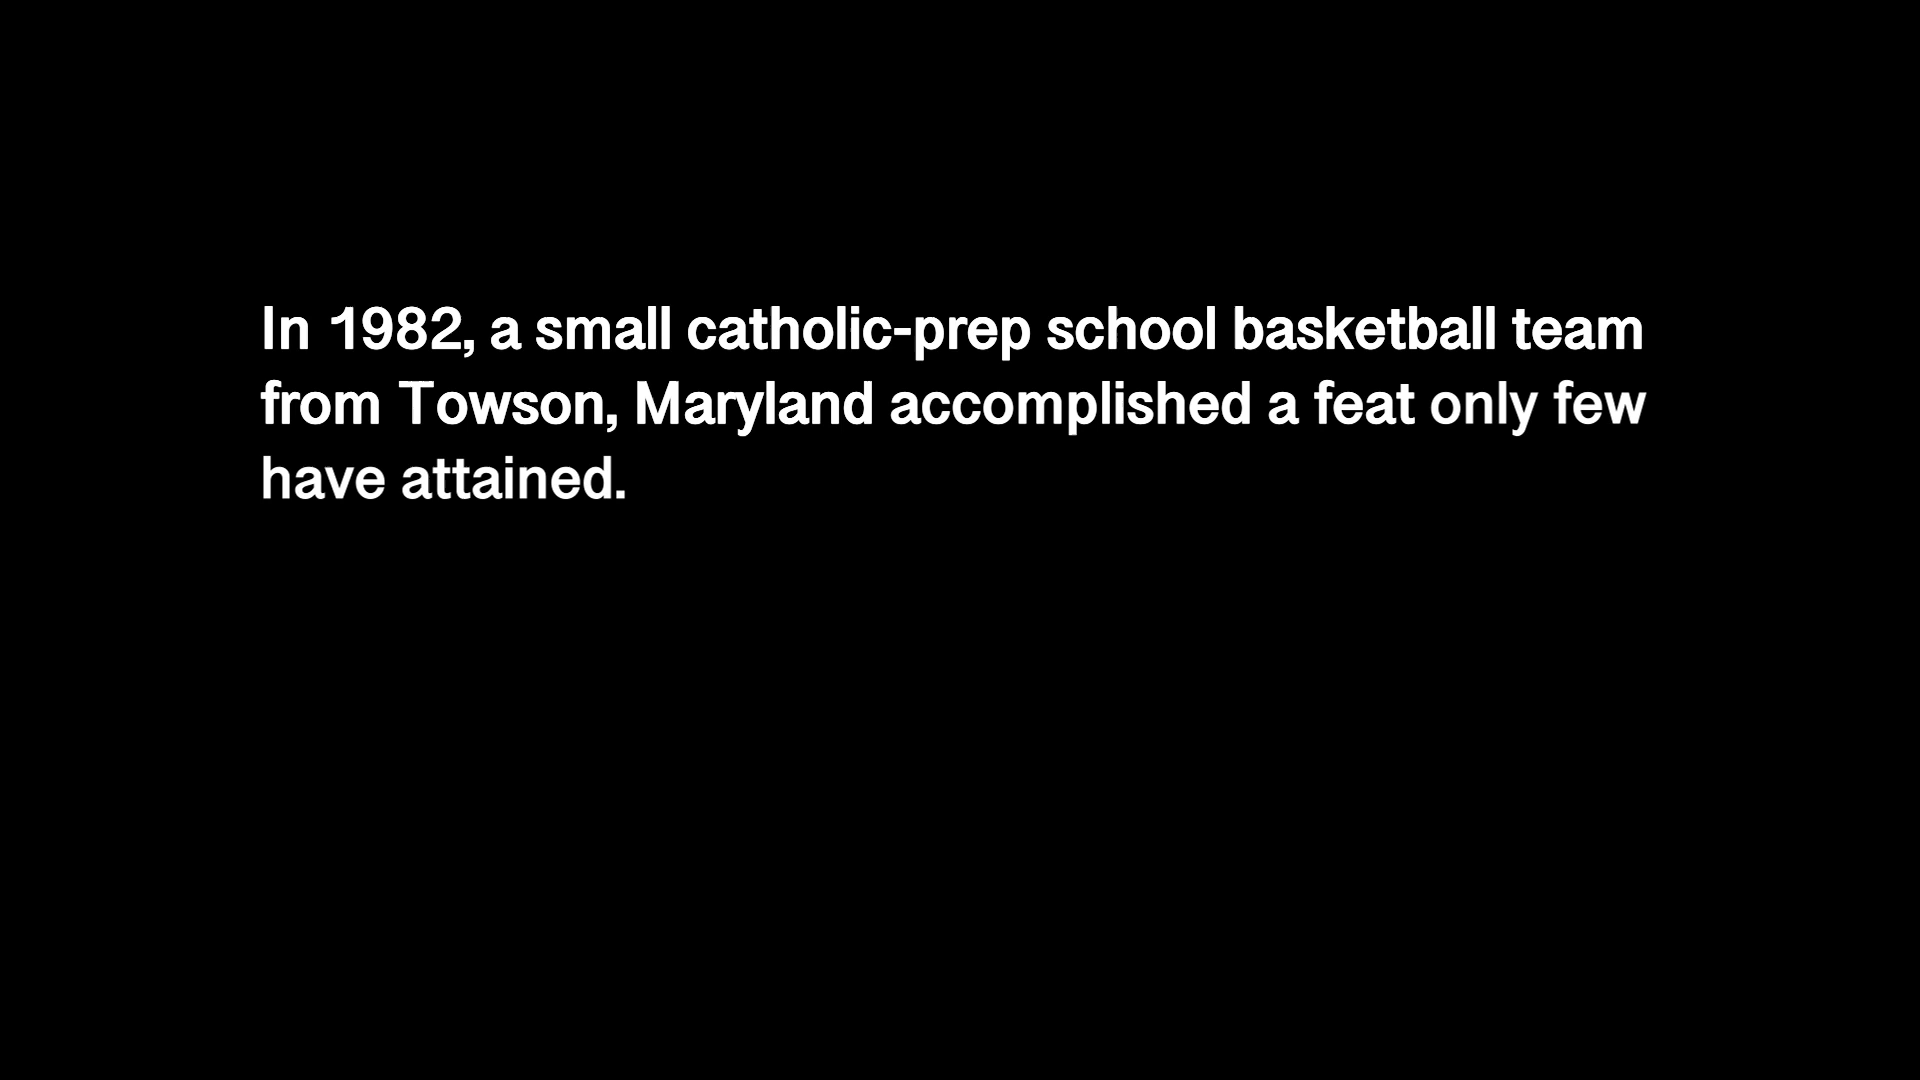 In 1982, a small catholic-prep school basketball team
from Towson, Maryland accomplished a feat only few
have attained.